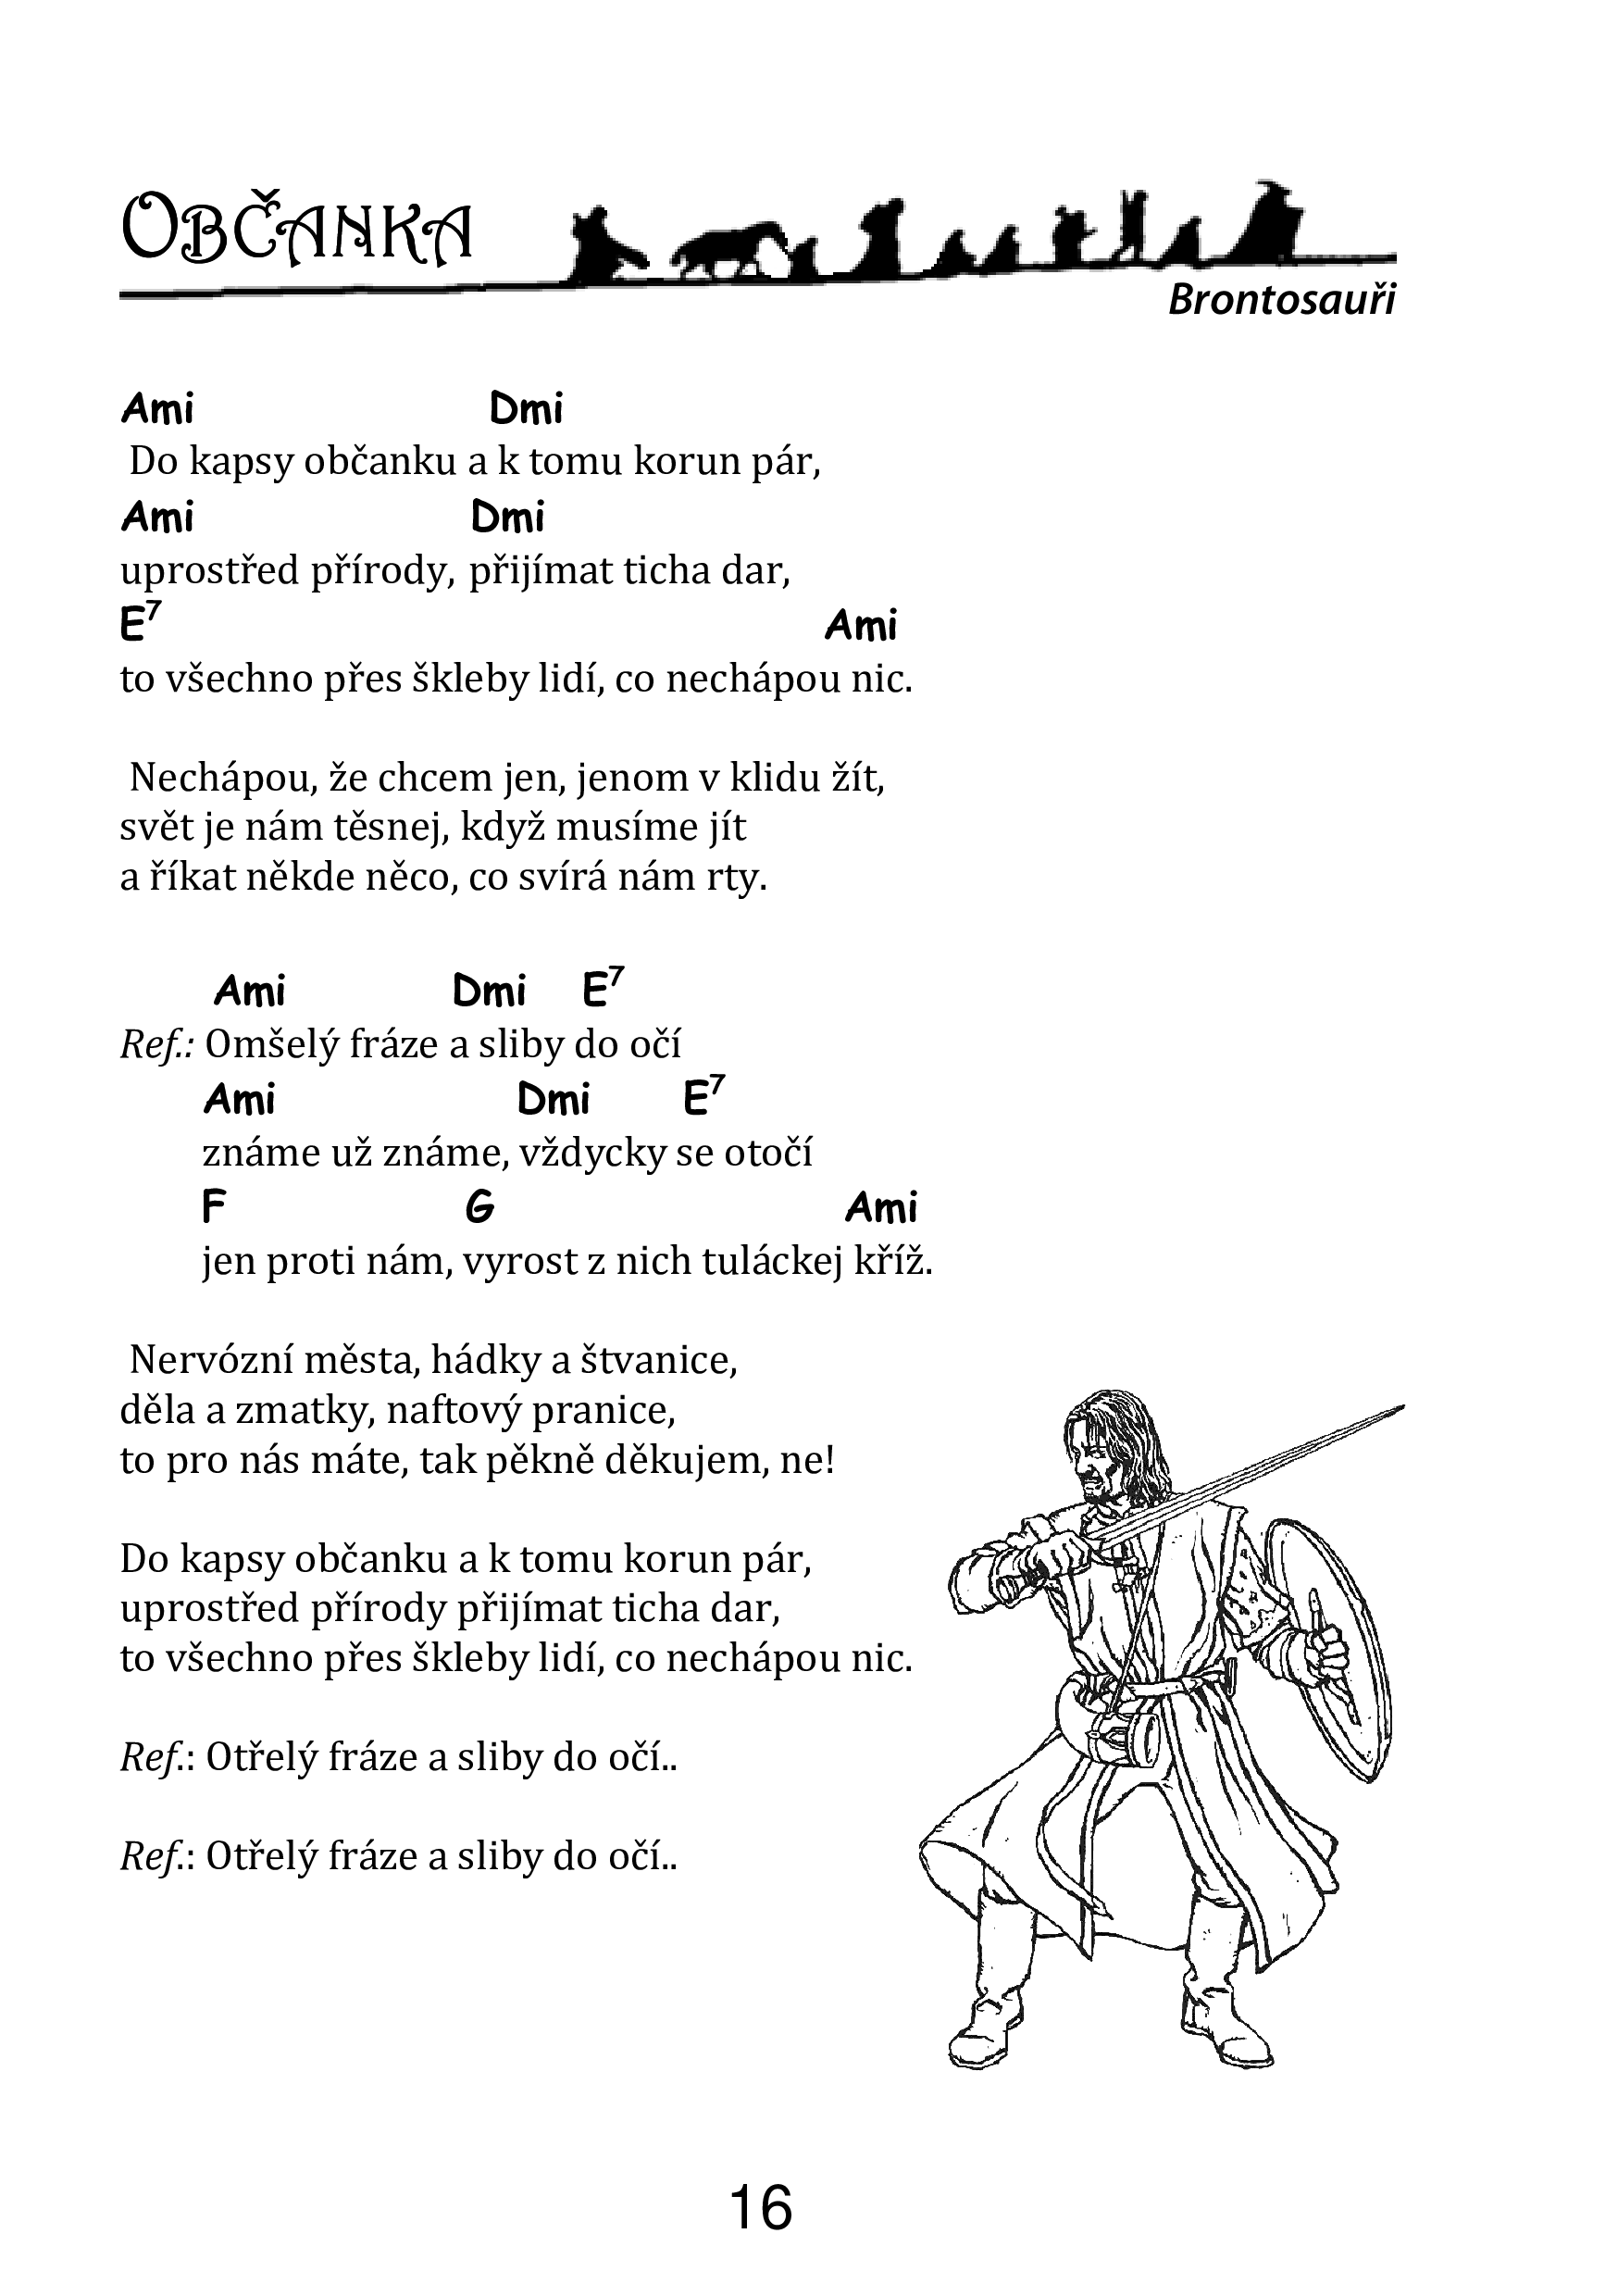 Občanka
Brontosauři
Ami Dmi
Do kapsy občanku a k tomu korun pár,
Ami Dmi
uprostřed přírody, přijímat ticha dar,
E7 Ami
to všechno přes škleby lidí, co nechápou nic.
Nechápou, že chcem jen, jenom v klidu žít,
svět je nám těsnej, když musíme jít
a říkat někde něco, co svírá nám rty.
Ami Dmi E7
Ref.: Omšelý fráze a sliby do očí
Ami Dmi E7
známe už známe, vždycky se otočí
F G Ami
jen proti nám, vyrost z nich tuláckej kříž.
Nervózní města, hádky a štvanice,
děla a zmatky, naftový pranice,
to pro nás máte, tak pěkně děkujem, ne!
Do kapsy občanku a k tomu korun pár,
uprostřed přírody přijímat ticha dar,
to všechno přes škleby lidí, co nechápou nic.
Ref.: Otřelý fráze a sliby do očí..
Ref.: Otřelý fráze a sliby do očí..
16